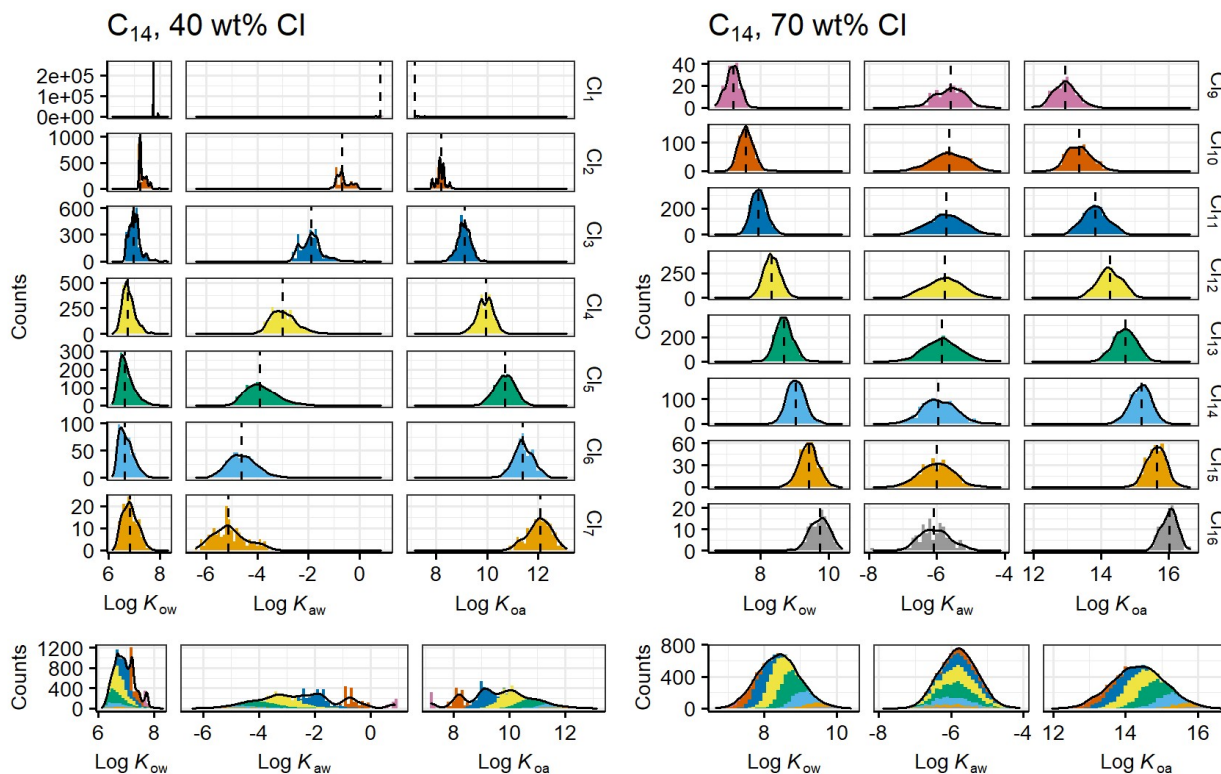 C₁₄, 40 wt% Cl
2e+05
1e+05
0e+00
Cl₁
1000
500
0
Cl₂
600
300
0
Cl₃
500
250
0
Cl₄
300
200
100
0
Cl₅
100
50
0
Cl₆
20
10
0
Cl₇
Counts
6 8
-6 -4 -2 0
8 10 12
Log Kow
Log Kaw
Log Koa
1200
800
400
0
Counts
6 8
-6 -4 -2 0
8 10 12
Log Kow
Log Kaw
Log Koa
C₁₄, 70 wt% Cl
40
20
0
Cl₉
100
0
Cl₁₀
200
0
Cl₁₁
250
0
Cl₁₂
200
0
Cl₁₃
100
0
Cl₁₄
60
30
0
Cl₁₅
20
10
0
Cl₁₆
Counts
8 10
-8 -6 -4
12 14 16
Log Kow
Log Kaw
Log Koa
800
400
0
Counts
8 10
-8 -6 -4
12 14 16
Log Kow
Log Kaw
Log Koa